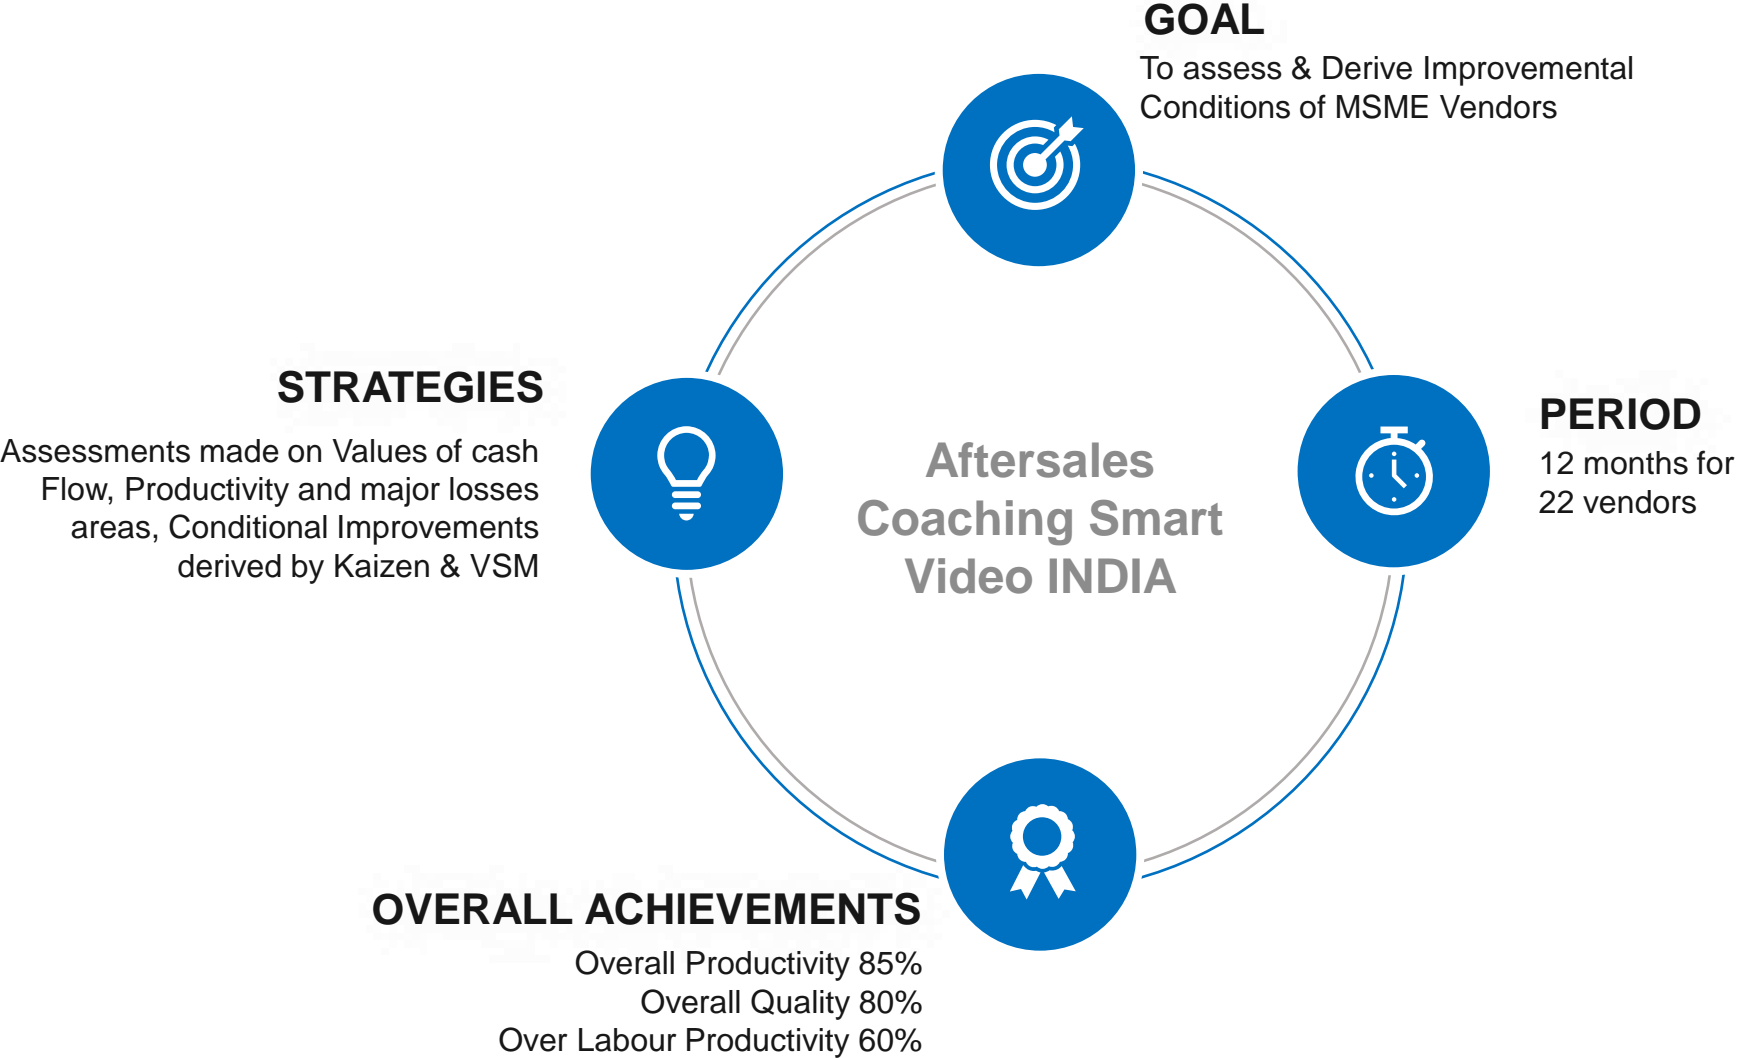 GOAL
To assess & Derive Improvemental
Conditions of MSME Vendors
STRATEGIES
Assessments made on Values of cash
Flow, Productivity and major losses
areas, Conditional Improvements
derived by Kaizen & VSM
Aftersales
Coaching Smart
Video INDIA
PERIOD
12 months for
22 vendors
OVERALL ACHIEVEMENTS
Overall Productivity 85%
Overall Quality 80%
Over Labour Productivity 60%